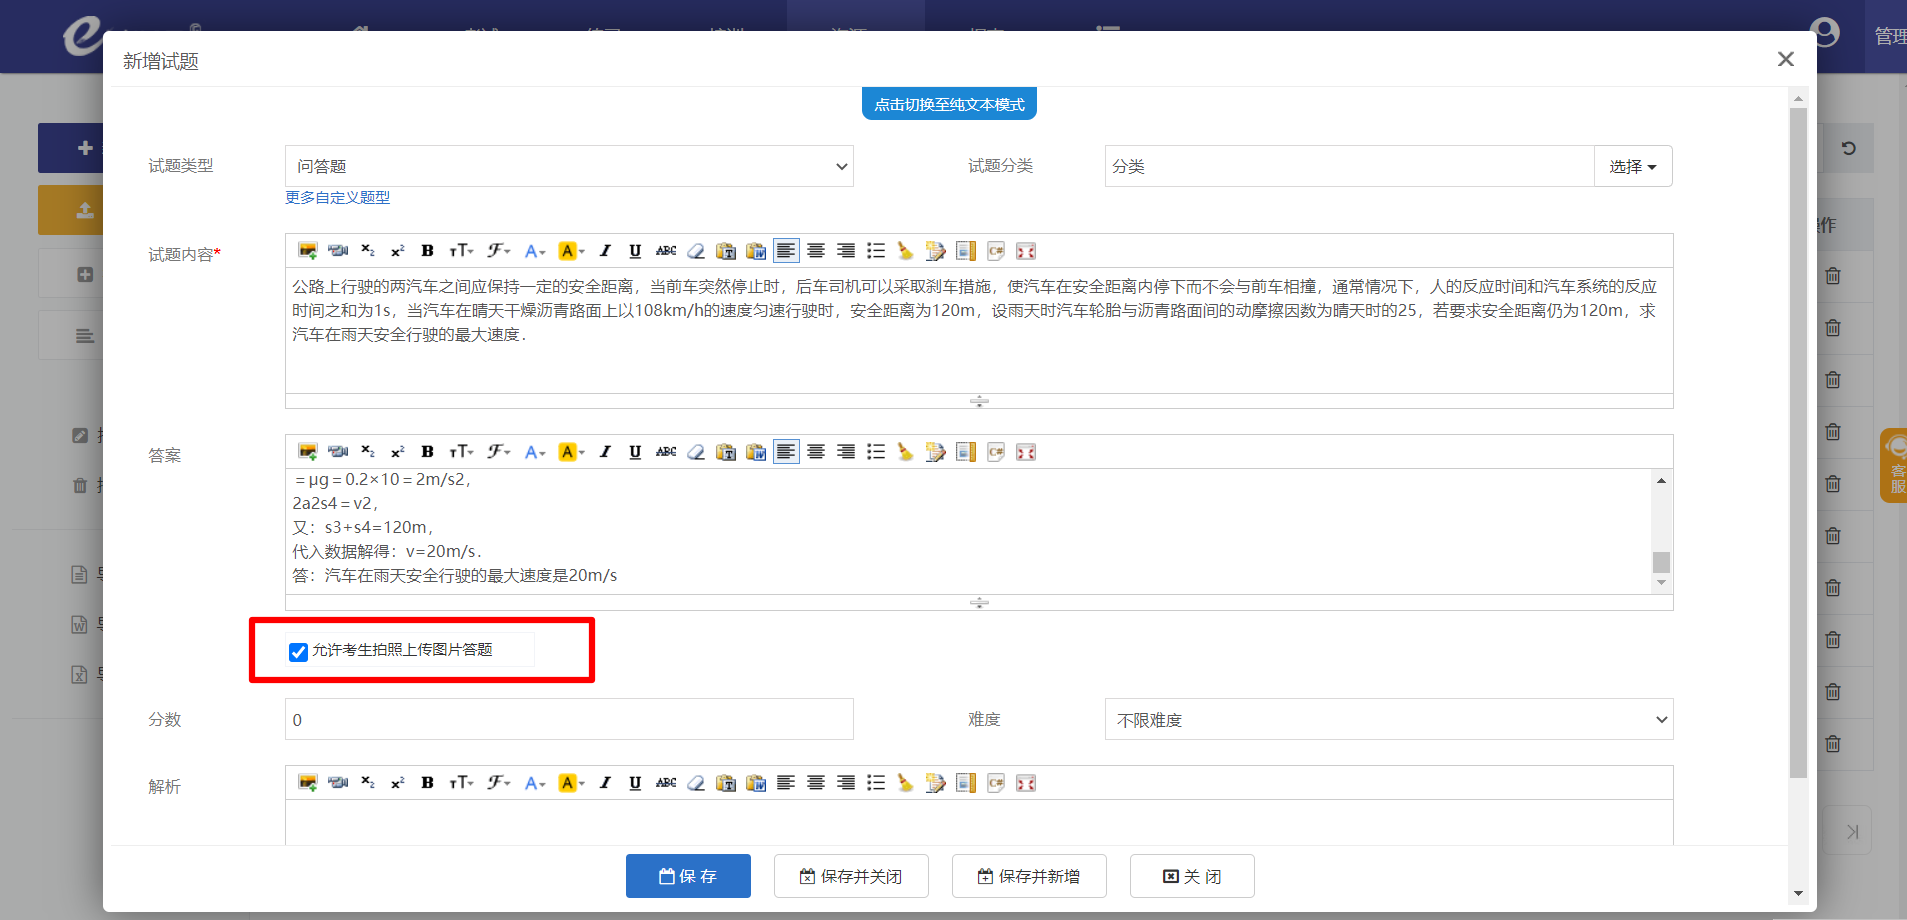 管理
新增试题
点击切换至纯文本模式
试题类型
问答题
试题分类
分类
选择
更多自定义题型
试题内容*
公路上行驶的两汽车之间应保持一定的安全距离，当前车突然停止时，后车司机可以采取刹车措施，使汽车在安全距离内停下而不会与前车相撞，通常情况下，人的反应时间和汽车系统的反应
时间之和为1s，当汽车在晴天干燥沥青路面上以108km/h的速度匀速行驶时，安全距离为120m，设雨天时汽车轮胎与沥青路面间的动摩擦因数为晴天时的25，若要求安全距离仍为120m，求
汽车在雨天安全行驶的最大速度．
答案
＝μg＝0.2×10＝2m/s2，
2a2s4＝v2，
又：s3+s4=120m，
代入数据解得：v=20m/s．
答：汽车在雨天安全行驶的最大速度是20m/s
允许考生拍照上传图片答题
分数
0
难度
不限难度
解析
保 存
保存并关闭
保存并新增
关 闭
客
服